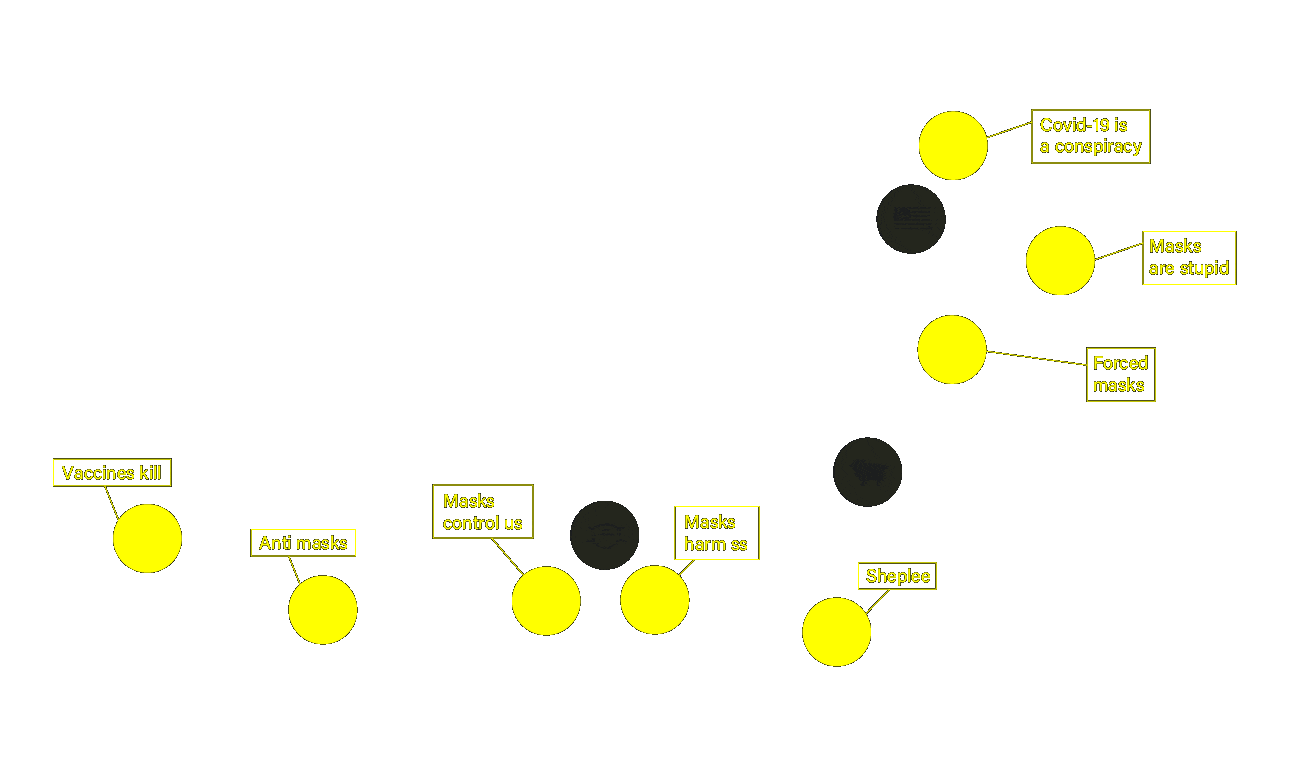 Covid-19 is
a conspiracy
Masks
are stupid
Forced
masks
Vaccines kill
Anti masks
Masks
control us
Masks
harm ss
Sheplee